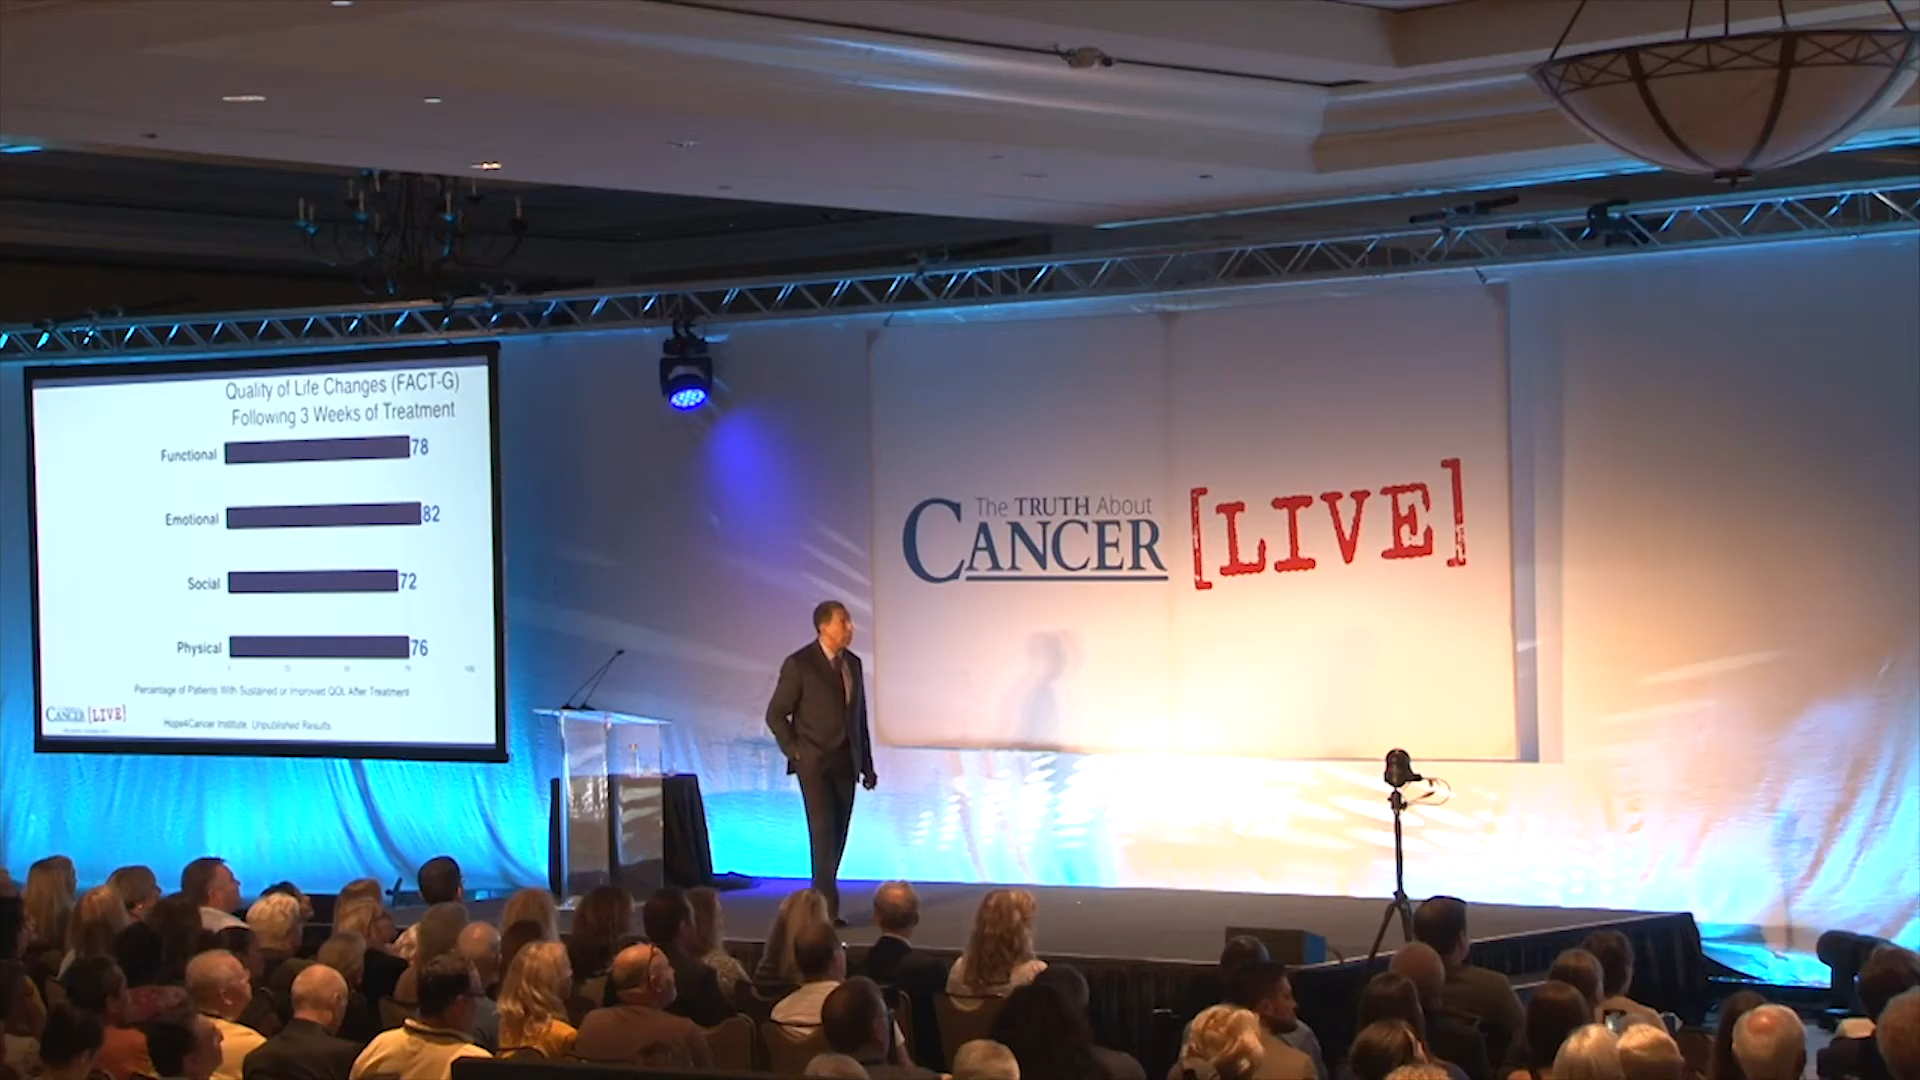 Quality of Life Changes (FACT-G)
Following 3 Weeks of Treatment
Functional 78
Emotional 82
Social 72
Physical 76
Percentage of Patients With Sustained or Improved QOL After Treatment
CANCER [LIVE]
Hope4Cancer Institute. Unpublished Results
The TRUTH About
CANCER [LIVE]